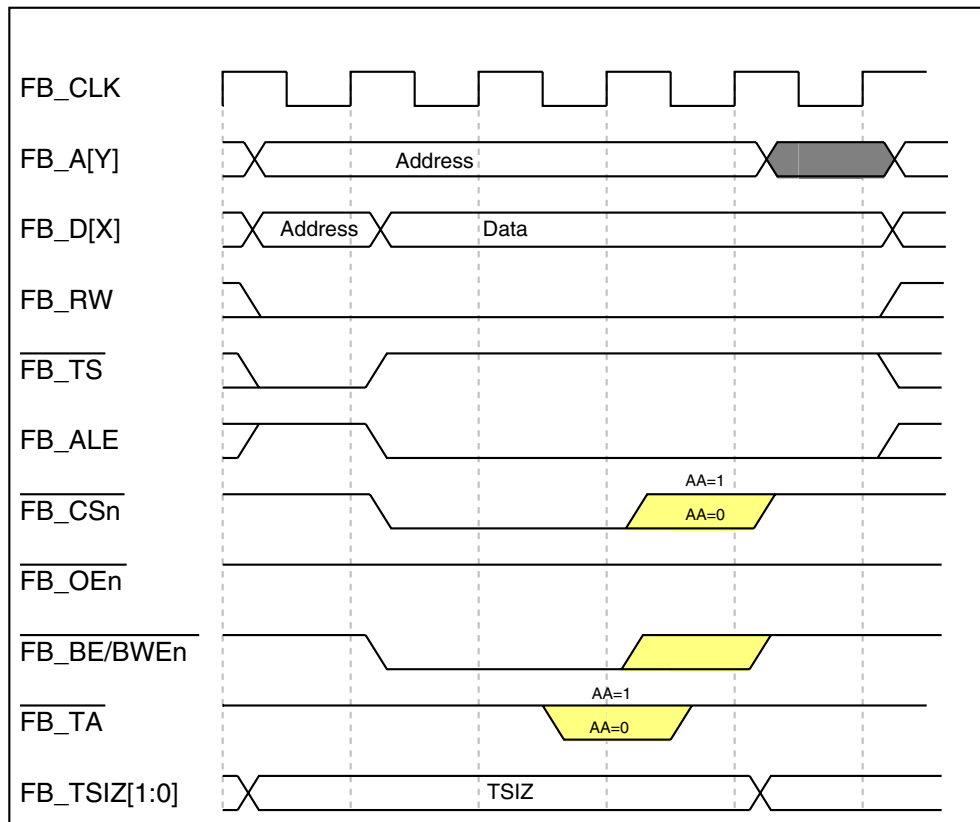 FB_CLK
FB_A[Y]
Address
FB_D[X]
Address
Data
FB_RW
FB_TS
FB_ALE
AA=1
FB_CSn
AA=0
FB_OEn
FB_BE/BWEn
AA=1
FB_TA
AA=0
FB_TSIZ[1:0]
TSIZ